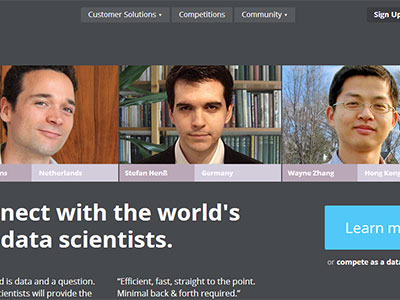 Customer Solutions ▾ Competitions Community ▾ Sign Up
ns Netherlands Stefan Henß Germany Wayne Zhang Hong Kong
nnect with the world's
data scientists.
Learn m
or compete as a data
d is data and a question. "Efficient, fast, straight to the point.
cientists will provide the Minimal back & forth required."